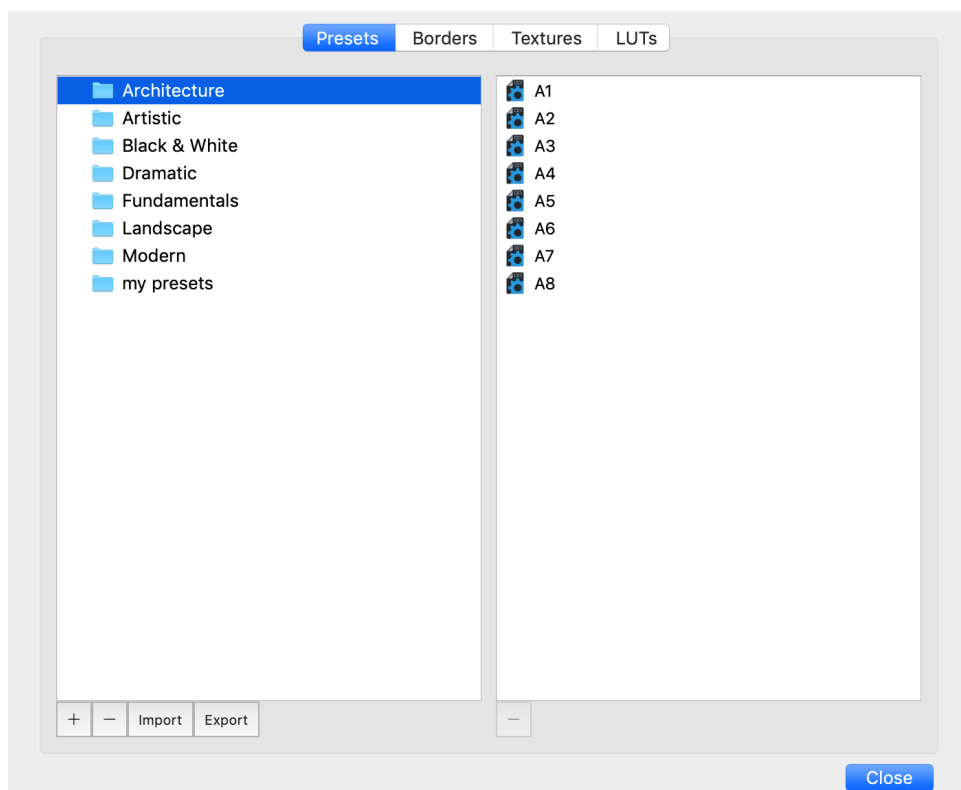 Presets Borders Textures LUTs
Architecture
Artistic
Black & White
Dramatic
Fundamentals
Landscape
Modern
my presets
A1
A2
A3
A4
A5
A6
A7
A8
+ − Import Export
−
Close